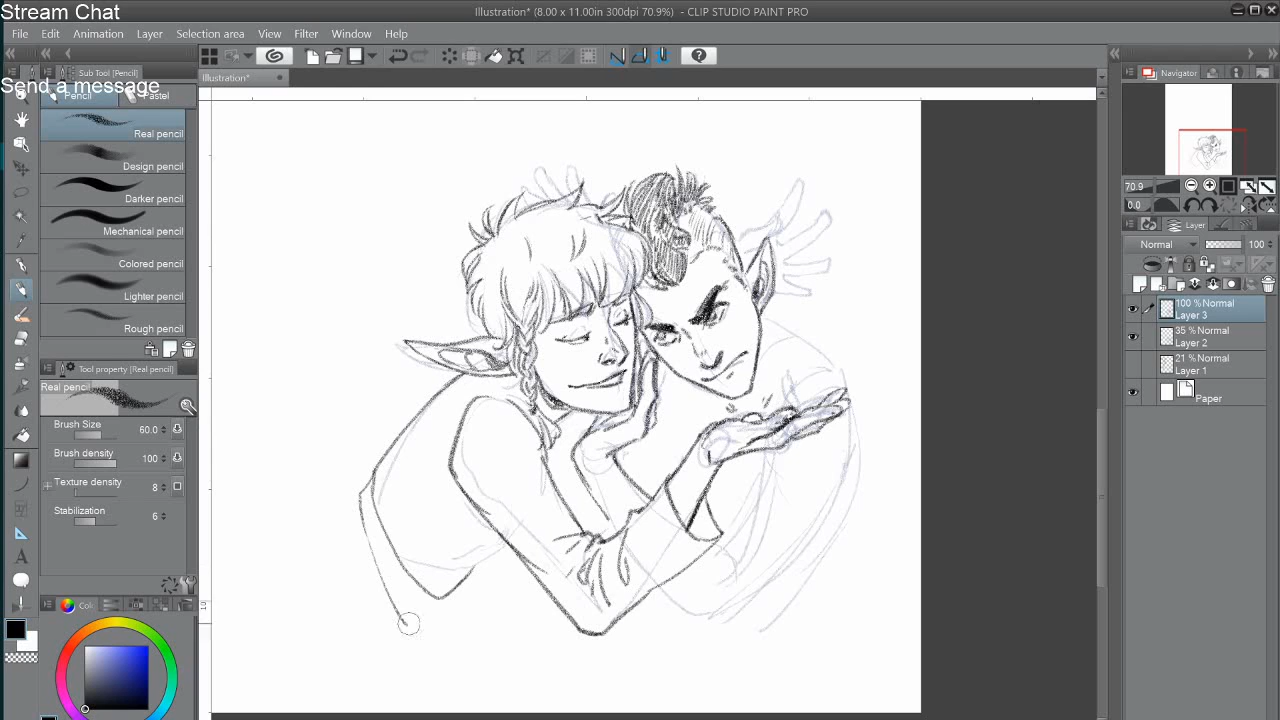 Stream Chat
Illustration* (8.00 x 11.00in 300dpi 70.9%) - CLIP STUDIO PAINT PRO
File Edit Animation Layer Selection area View Filter Window Help
Sub Tool [Pencil]
Illustration*
Navigator
Send a message
Pencil Pastel
Real pencil
Design pencil
Darker pencil
Mechanical pencil
Colored pencil
Lighter pencil
Rough pencil
70.9
0.0
Layer
Normal 100
100 % Normal
Layer 3
35 % Normal
Layer 2
21 % Normal
Layer 1
Paper
Tool property [Real pencil]
Real pencil
Brush Size 60.0
Brush density 100
Texture density 8
Stabilization 6
10
A